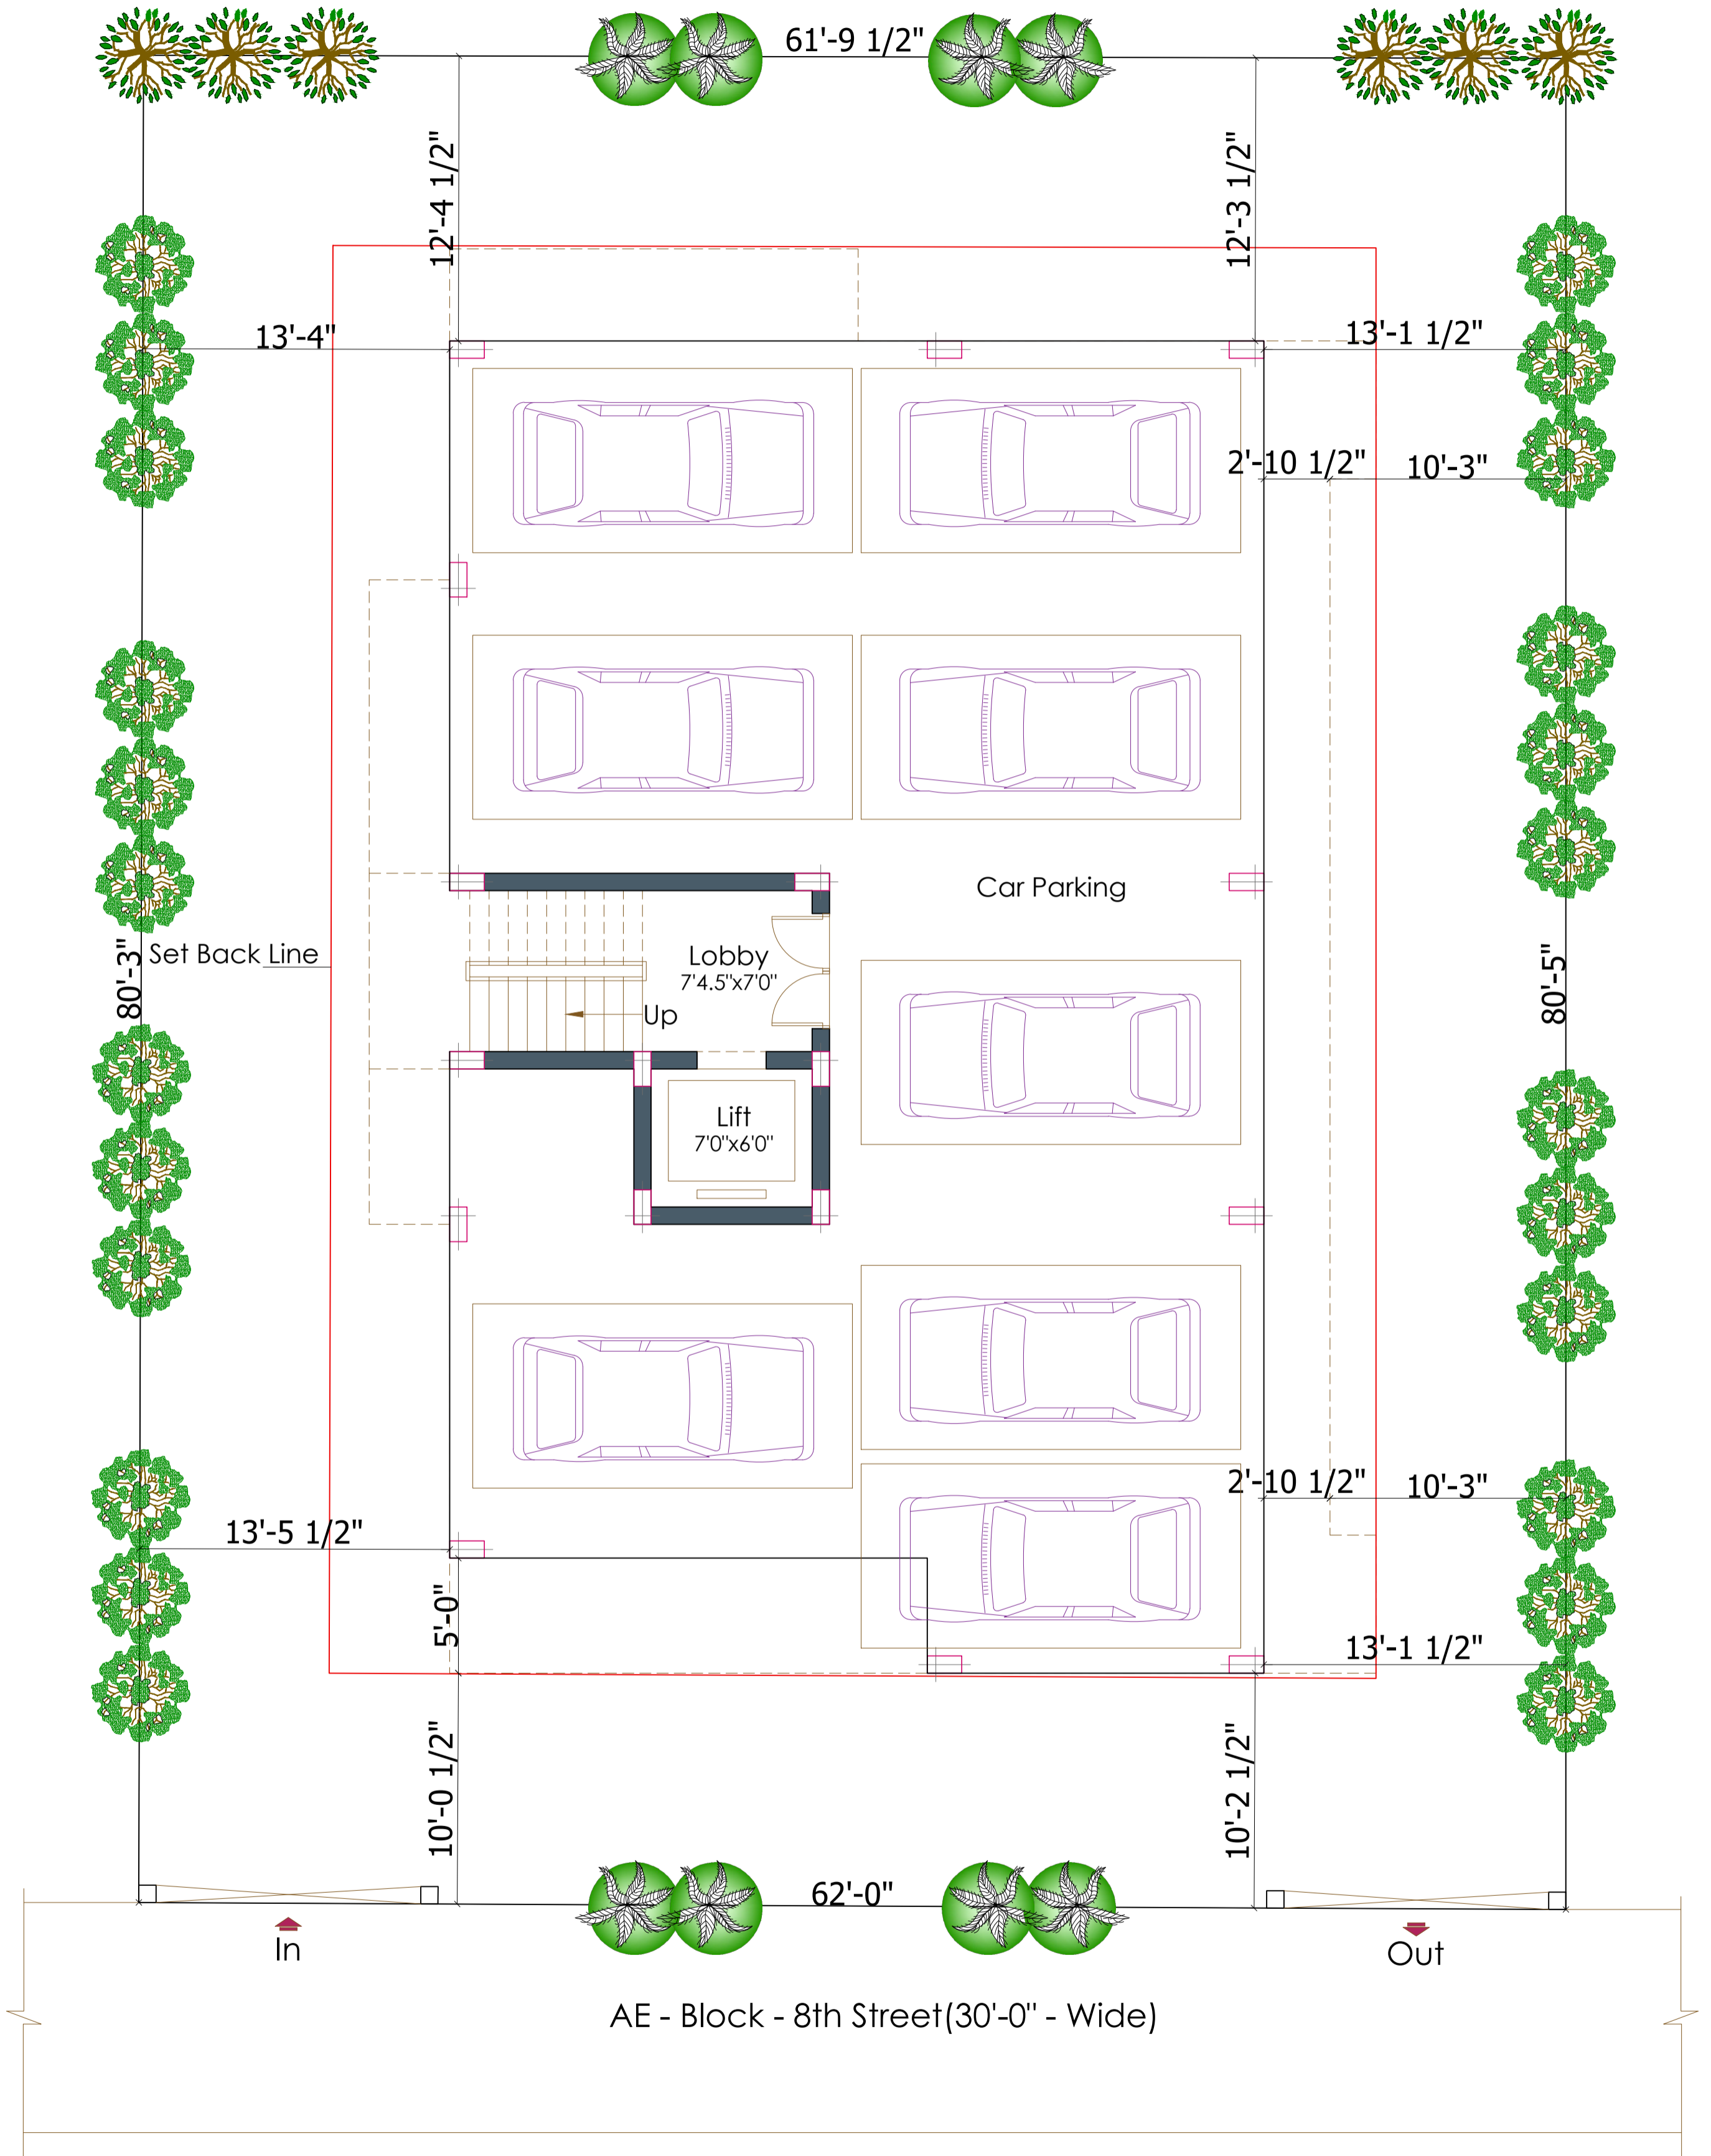 61'-9 1/2"
12'-4 1/2"
12'-3 1/2"
13'-4"
13'-1 1/2"
2'-10 1/2"
10'-3"
Car Parking
Set Back Line
80'-3"
Lobby
7'4.5"x7'0"
80'-5"
Up
Lift
7'0"x6'0"
2'-10 1/2"
10'-3"
13'-5 1/2"
5'-0"
13'-1 1/2"
10'-0 1/2"
10'-2 1/2"
62'-0"
In
Out
AE - Block - 8th Street(30'-0" - Wide)